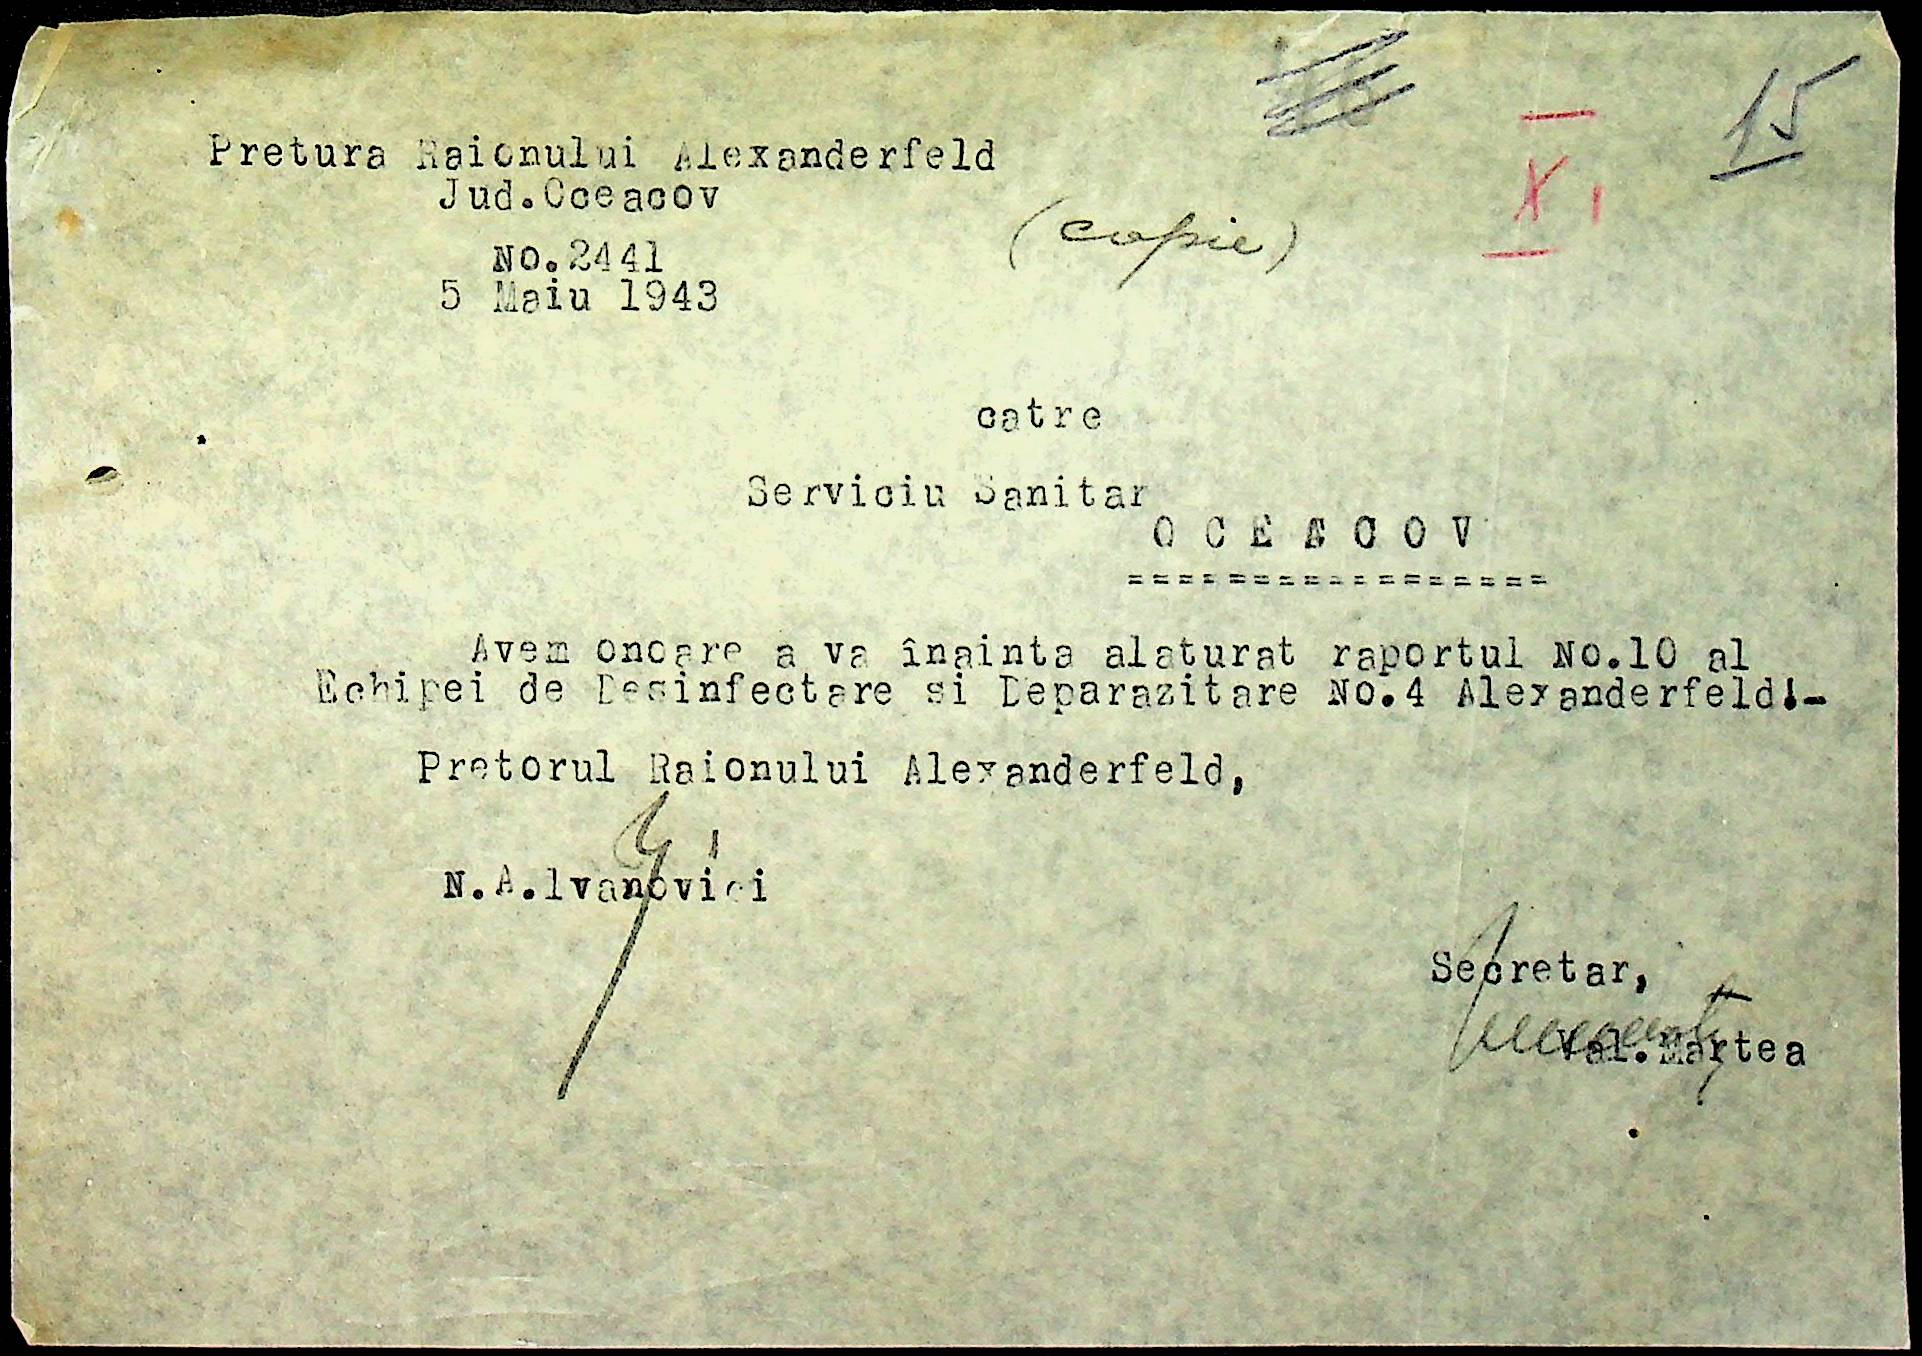 15
X I
Pretura Raionului Alexanderfeld
Jud.Oceacov
(copie)
No.2441
5 Maiu 1943
catre
Serviciu Sanitar
O C E A C O V
=================
Avem onoare a va înainta alaturat raportul No.10 al
Echipei de Desinfectare si Deparazitare No.4 Alexanderfeld!-
Pretorul Raionului Alexanderfeld,
N.A.Ivanovici
Secretar,
Val.Martea